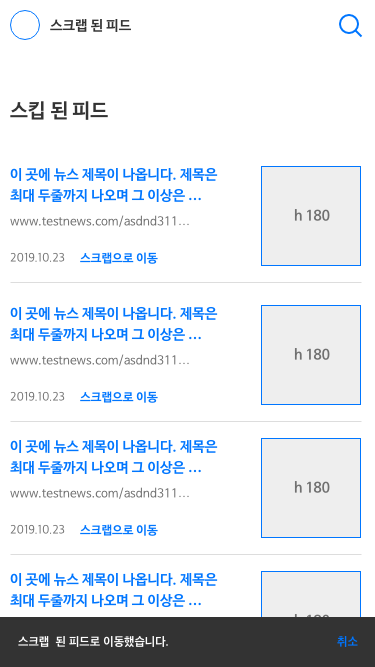 스크랩 된 피드
스킵 된 피드
이 곳에 뉴스 제목이 나옵니다. 제목은
최대 두줄까지 나오며 그 이상은 ...
www.testnews.com/asdnd311...
h 180
2019.10.23 스크랩으로 이동
이 곳에 뉴스 제목이 나옵니다. 제목은
최대 두줄까지 나오며 그 이상은 ...
www.testnews.com/asdnd311...
h 180
2019.10.23 스크랩으로 이동
이 곳에 뉴스 제목이 나옵니다. 제목은
최대 두줄까지 나오며 그 이상은 ...
www.testnews.com/asdnd311...
h 180
2019.10.23 스크랩으로 이동
이 곳에 뉴스 제목이 나옵니다. 제목은
최대 두줄까지 나오며 그 이상은 ...
h 180
스크랩 된 피드로 이동했습니다. 취소